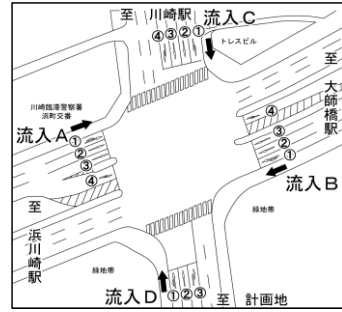 至 川崎駅
流入C
④③②①
トレスビル
至 大師橋駅
川崎臨港警察署
浜町交番
流入A
①
②
③
④
④
③
②
①
流入B
至 浜川崎駅
緑地帯
緑地帯
流入D
①②③
至 計画地